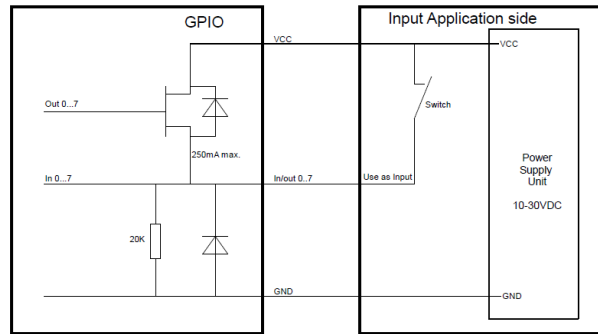 GPIO
Input Application side
VCC
VCC
Out 0...7
Switch
250mA max.
In 0...7
In/out 0..7
Use as Input
Power
Supply
Unit
10-30VDC
20K
GND
GND